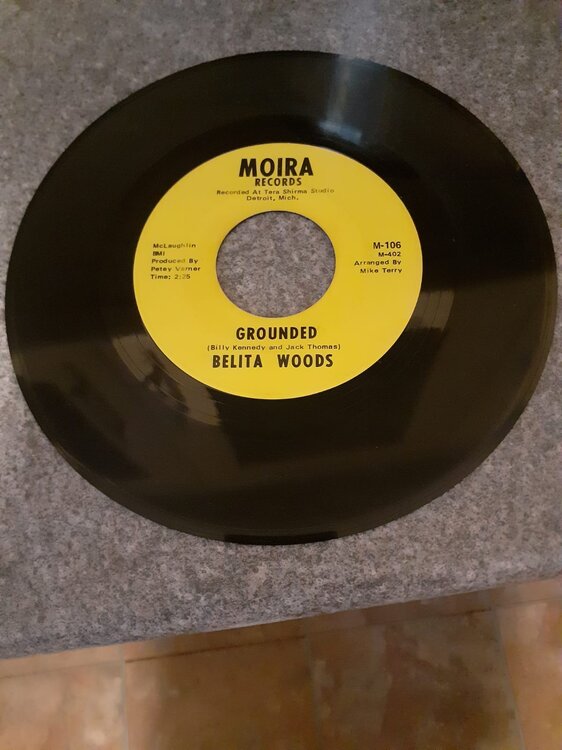 MOIRA
RECORDS
Recorded At Tera Shirma Studio
Detroit, Mich.
McLaughlin
BMI
Produced By
Petey Varner
Time: 2:25
M-106
M-402
Arranged By
Mike Terry
GROUNDED
(Billy Kennedy and Jack Thomas)
BELITA WOODS